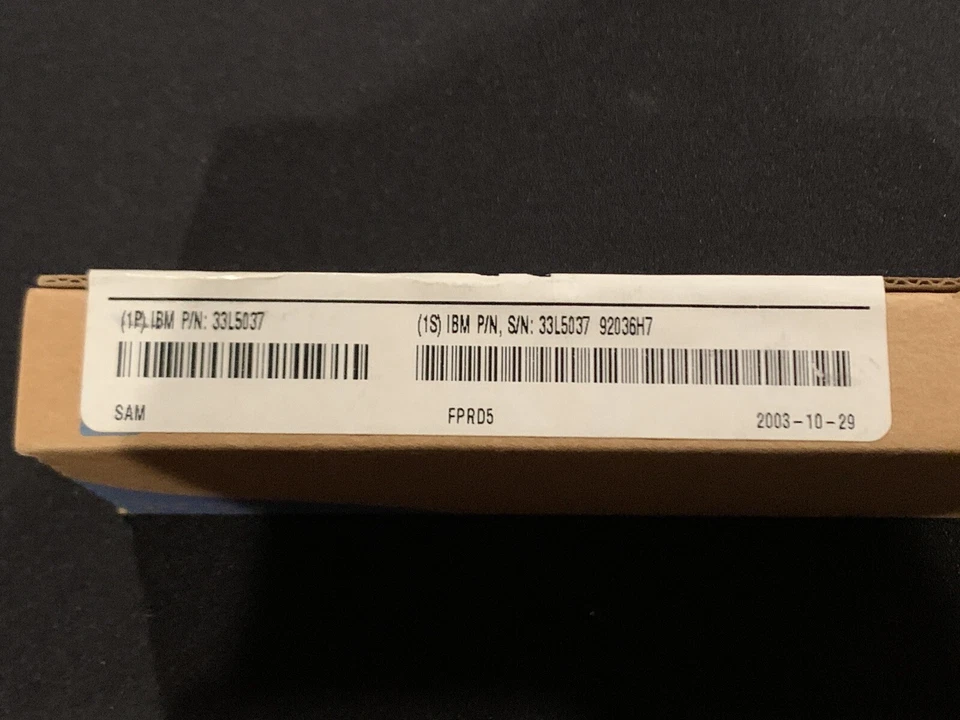 (1P) IBM P/N: 33L5037
(1S) IBM P/N, S/N: 33L5037 92036H7
SAM FPRD5 2003-10-29